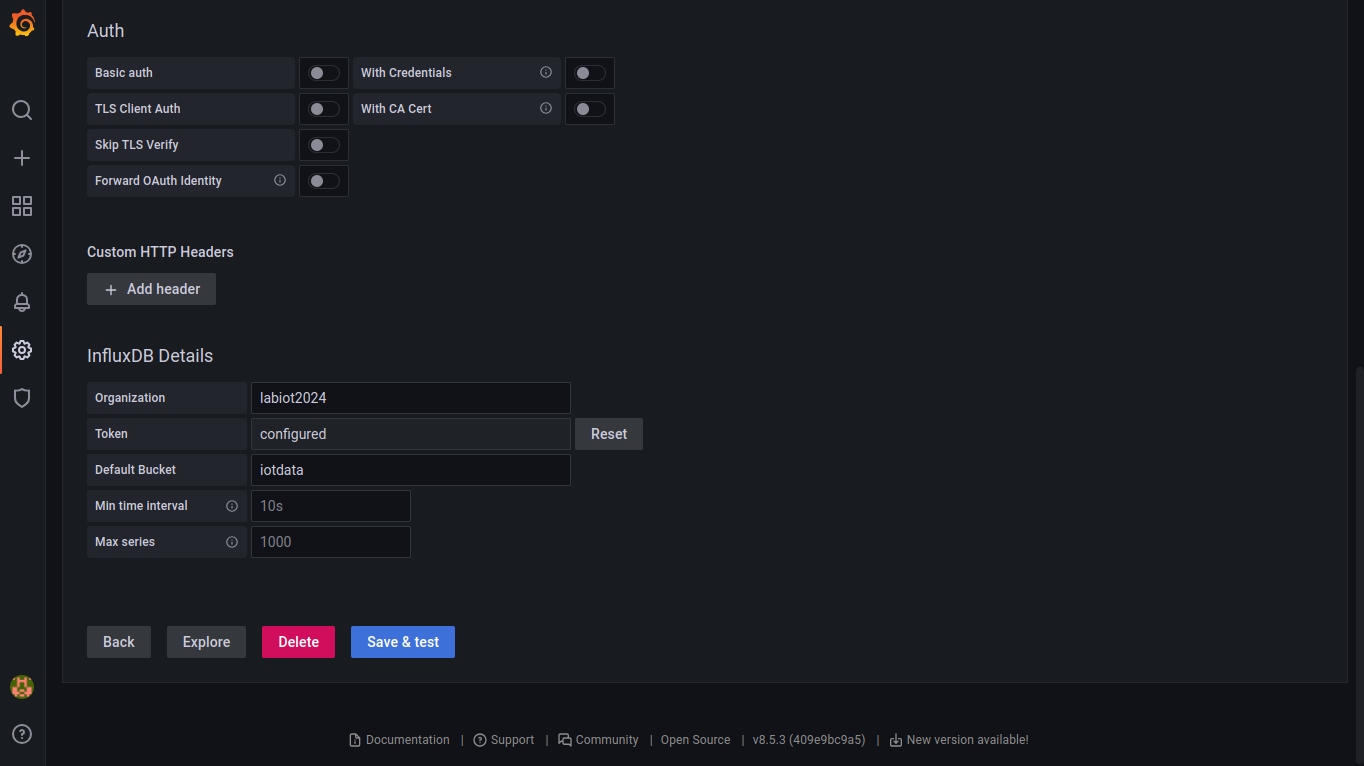 Auth
Basic auth With Credentials
TLS Client Auth With CA Cert
Skip TLS Verify
Forward OAuth Identity
Custom HTTP Headers
+ Add header
InfluxDB Details
Organization labiot2024
Token configured Reset
Default Bucket iotdata
Min time interval 10s
Max series 1000
Back Explore Delete Save & test
Documentation | Support | Community | Open Source | v8.5.3 (409e9bc9a5) | New version available!